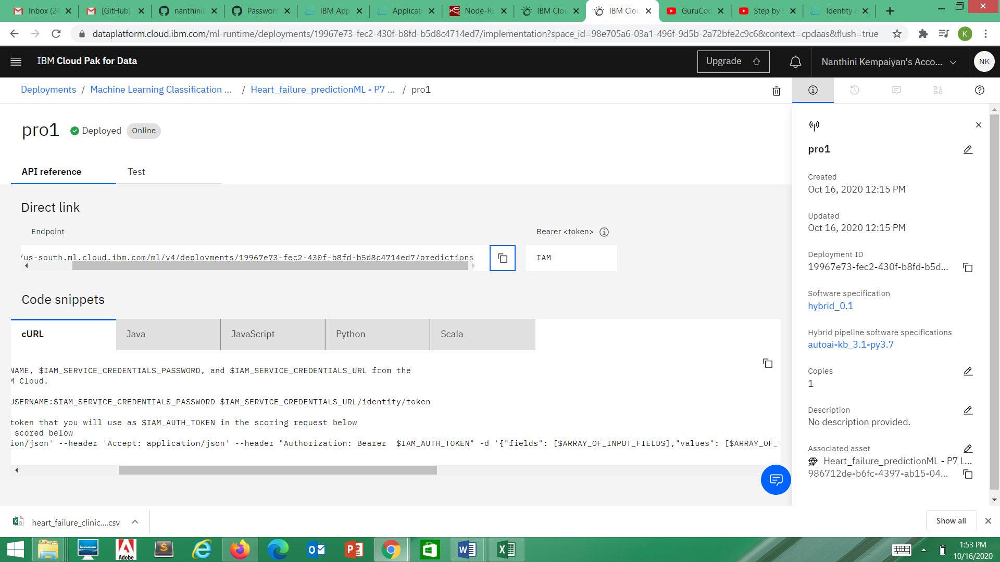 Inbox (24
[GitHub]
nanthini8
Password
IBM App
Applicati
Node-RE
IBM Clou
IBM Clou
GuruCoo
Step by S
Identity &
dataplatform.cloud.ibm.com/ml-runtime/deployments/19967e73-fec2-430f-b8fd-b5d8c4714ed7/implementation?space_id=98e705a6-03a1-496f-9d5b-2a72bfe2c9c6&context=cpdaas&flush=true
K
IBM Cloud Pak for Data
Upgrade
Nanthini Kempaiyan's Acco...
NK
Deployments / Machine Learning Classification ... / Heart_failure_predictionML - P7 ... / pro1
pro1 Deployed Online
API reference
Test
Direct link
Endpoint
Bearer <token>
/us-south.ml.cloud.ibm.com/ml/v4/deployments/19967e73-fec2-430f-b8fd-b5d8c4714ed7/predictions
IAM
Code snippets
cURL
Java
JavaScript
Python
Scala
NAME, $IAM_SERVICE_CREDENTIALS_PASSWORD, and $IAM_SERVICE_CREDENTIALS_URL from the
M Cloud.
USERNAME:$IAM_SERVICE_CREDENTIALS_PASSWORD $IAM_SERVICE_CREDENTIALS_URL/identity/token
token that you will use as $IAM_AUTH_TOKEN in the scoring request below
scored below
ion/json' --header 'Accept: application/json' --header "Authorization: Bearer  $IAM_AUTH_TOKEN" -d '{"fields": [$ARRAY_OF_INPUT_FIELDS],"values": [$ARRAY_OF_
pro1
Created
Oct 16, 2020 12:15 PM
Updated
Oct 16, 2020 12:15 PM
Deployment ID
19967e73-fec2-430f-b8fd-b5d...
Software specification
hybrid_0.1
Hybrid pipeline software specifications
autoai-kb_3.1-py3.7
Copies
1
Description
No description provided.
Associated asset
Heart_failure_predictionML - P7 L...
986712de-b6fc-4397-ab15-04...
heart_failure_clinic....csv
Show all
lenovo
Adobe
1:53 PM
10/16/2020